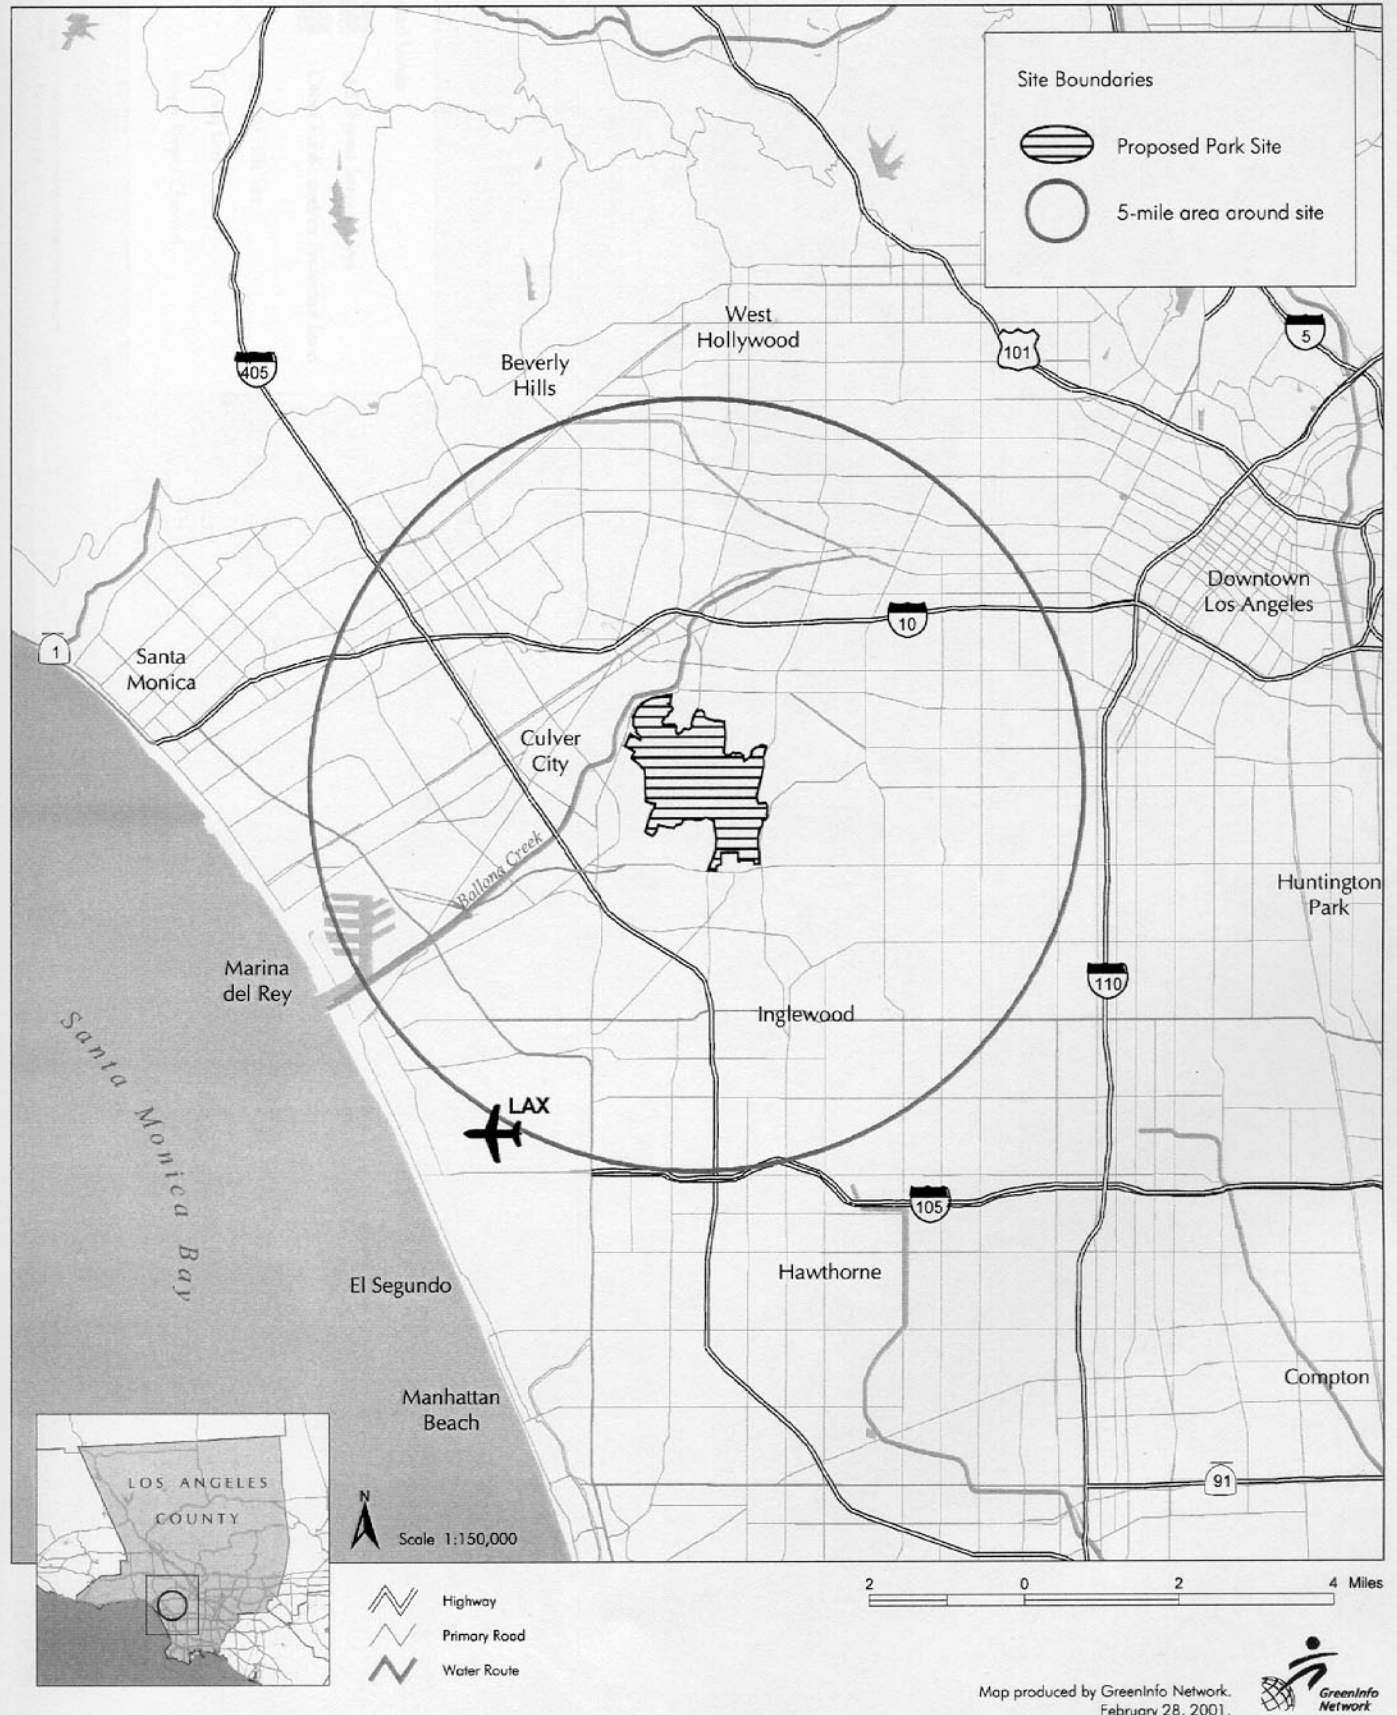 Site Boundaries
Proposed Park Site
5-mile area around site
West
Hollywood
Beverly
Hills
101
5
405
Downtown
Los Angeles
10
1
Santa
Monica
Culver
City
Ballona Creek
Huntington
Park
Marina
del Rey
110
Inglewood
LAX
Santa Monica Bay
105
Hawthorne
El Segundo
Compton
Manhattan
Beach
91
LOS ANGELES
COUNTY
N
Scale 1:150,000
2 0 2 4 Miles
Highway
Primary Road
Water Route
Map produced by GreenInfo Network.
February 28, 2001.
GreenInfo
Network